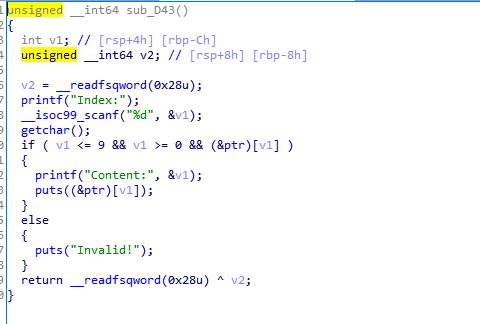 unsigned __int64 sub_D43()
{
  int v1; // [rsp+4h] [rbp-Ch]
  unsigned __int64 v2; // [rsp+8h] [rbp-8h]
  v2 = __readfsqword(0x28u);
  printf("Index:");
  __isoc99_scanf("%d", &v1);
  getchar();
  if ( v1 <= 9 && v1 >= 0 && (&ptr)[v1] )
  {
    printf("Content:", &v1);
    puts((&ptr)[v1]);
  }
  else
  {
    puts("Invalid!");
  }
  return __readfsqword(0x28u) ^ v2;
}